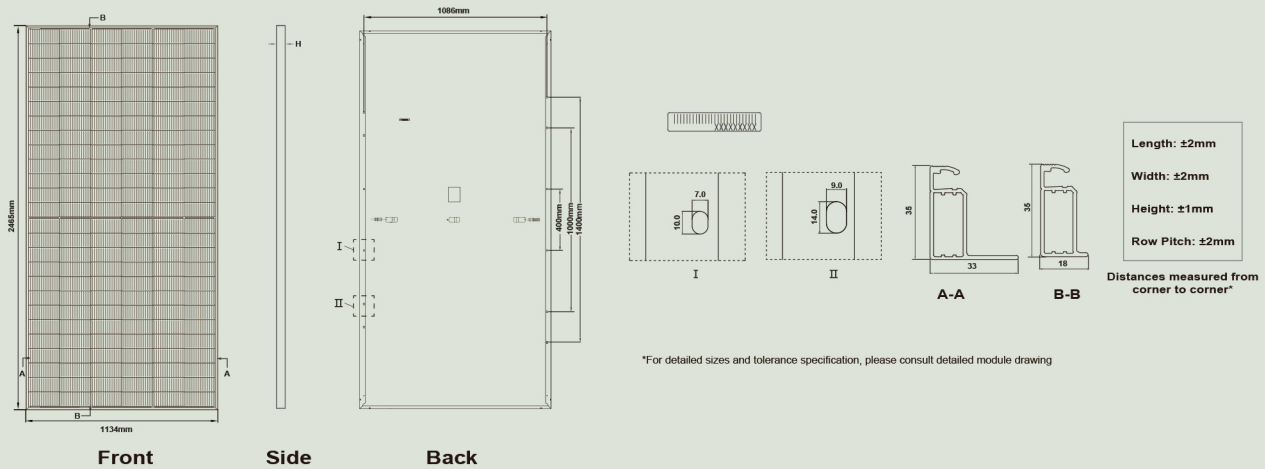 B
2465mm
A
A
B
1134mm
Front
H
Side
1086mm
400mm
1000mm
1400mm
I
II
Back
7.0
10.0
I
9.0
14.0
II
35
33
A-A
35
18
B-B
Length: ±2mm
Width: ±2mm
Height: ±1mm
Row Pitch: ±2mm
Distances measured from
corner to corner*
*For detailed sizes and tolerance specification, please consult detailed module drawing